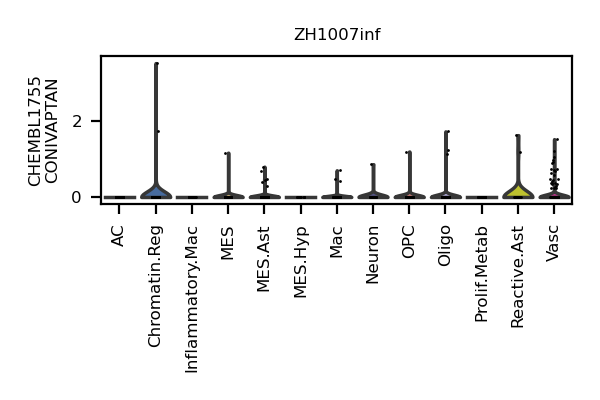 ZH1007inf
CHEMBL1755
CONIVAPTAN
2
0
AC
Chromatin.Reg
Inflammatory.Mac
MES
MES.Ast
MES.Hyp
Mac
Neuron
OPC
Oligo
Prolif.Metab
Reactive.Ast
Vasc